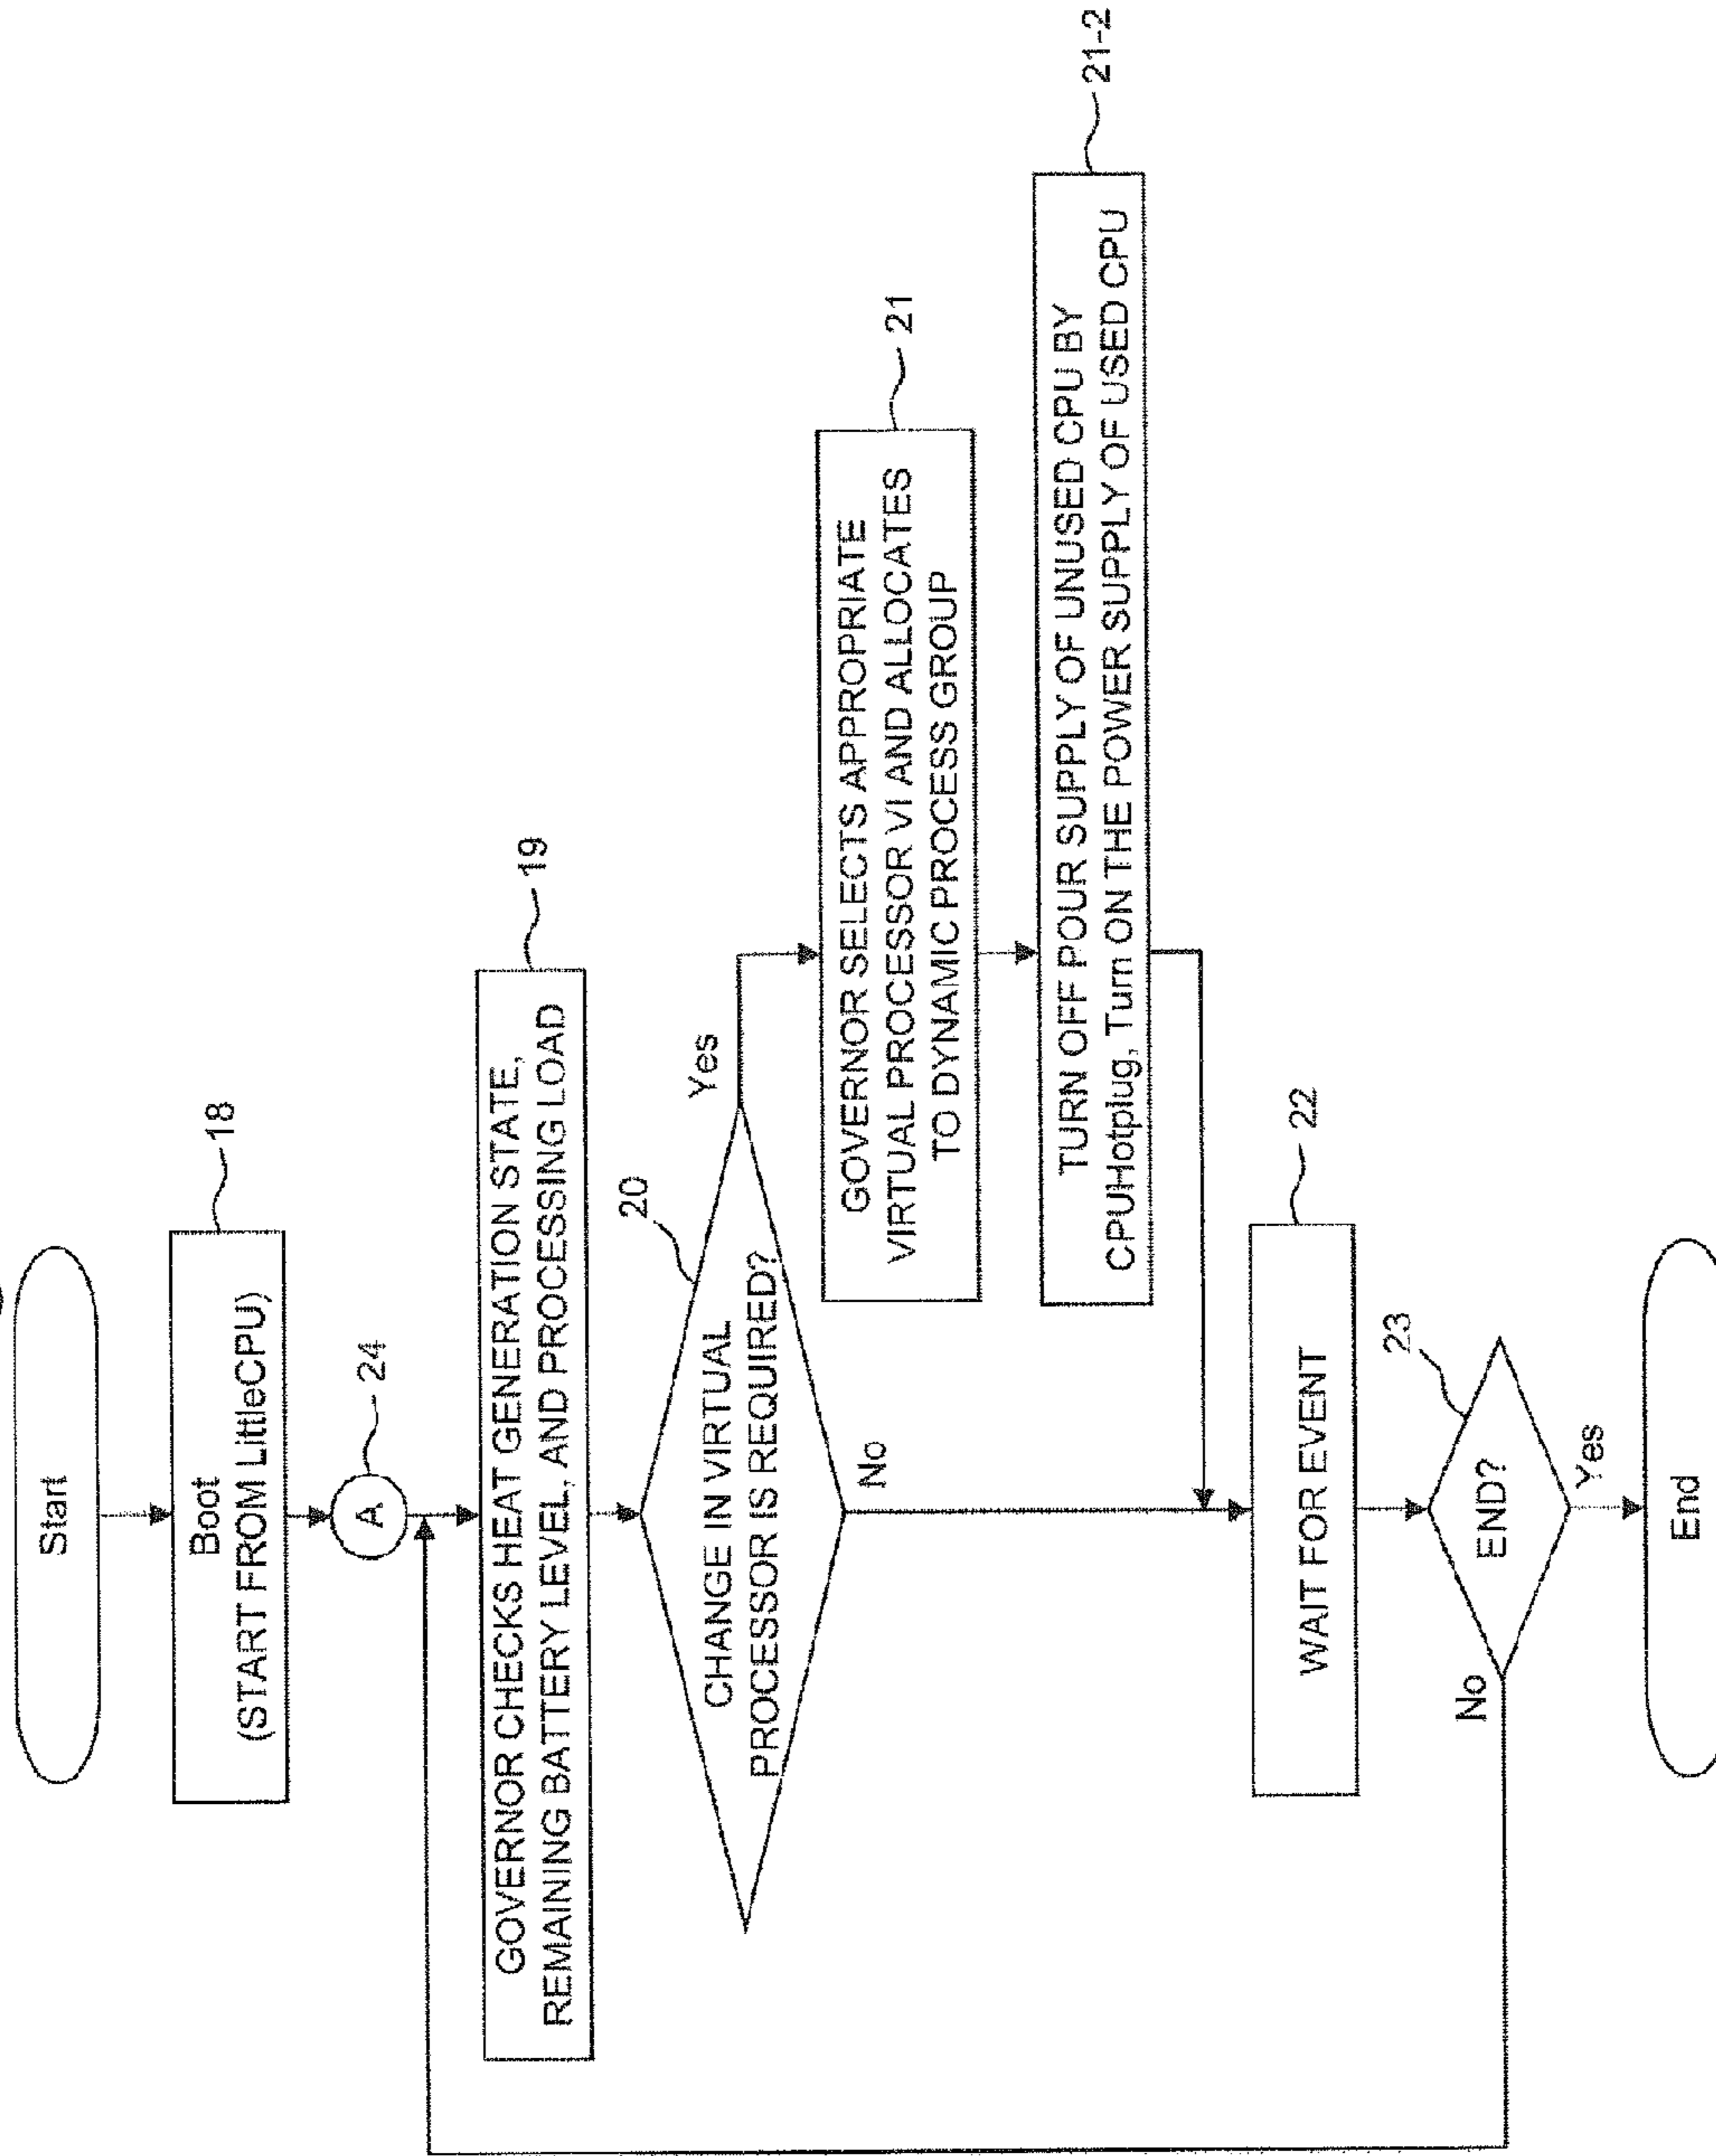 Start
Boot
(START FROM LittleCPU)
18
A
24
GOVERNOR CHECKS HEAT GENERATION STATE,
REMAINING BATTERY LEVEL, AND PROCESSING LOAD
19
CHANGE IN VIRTUAL
PROCESSOR IS REQUIRED?
20
Yes
No
GOVERNOR SELECTS APPROPRIATE
VIRTUAL PROCESSOR VI AND ALLOCATES
TO DYNAMIC PROCESS GROUP
21
TURN OFF POUR SUPPLY OF UNUSED CPU BY
CPUHotplug, Turn ON THE POWER SUPPLY OF USED CPU
21-2
WAIT FOR EVENT
22
END?
23
No
Yes
End